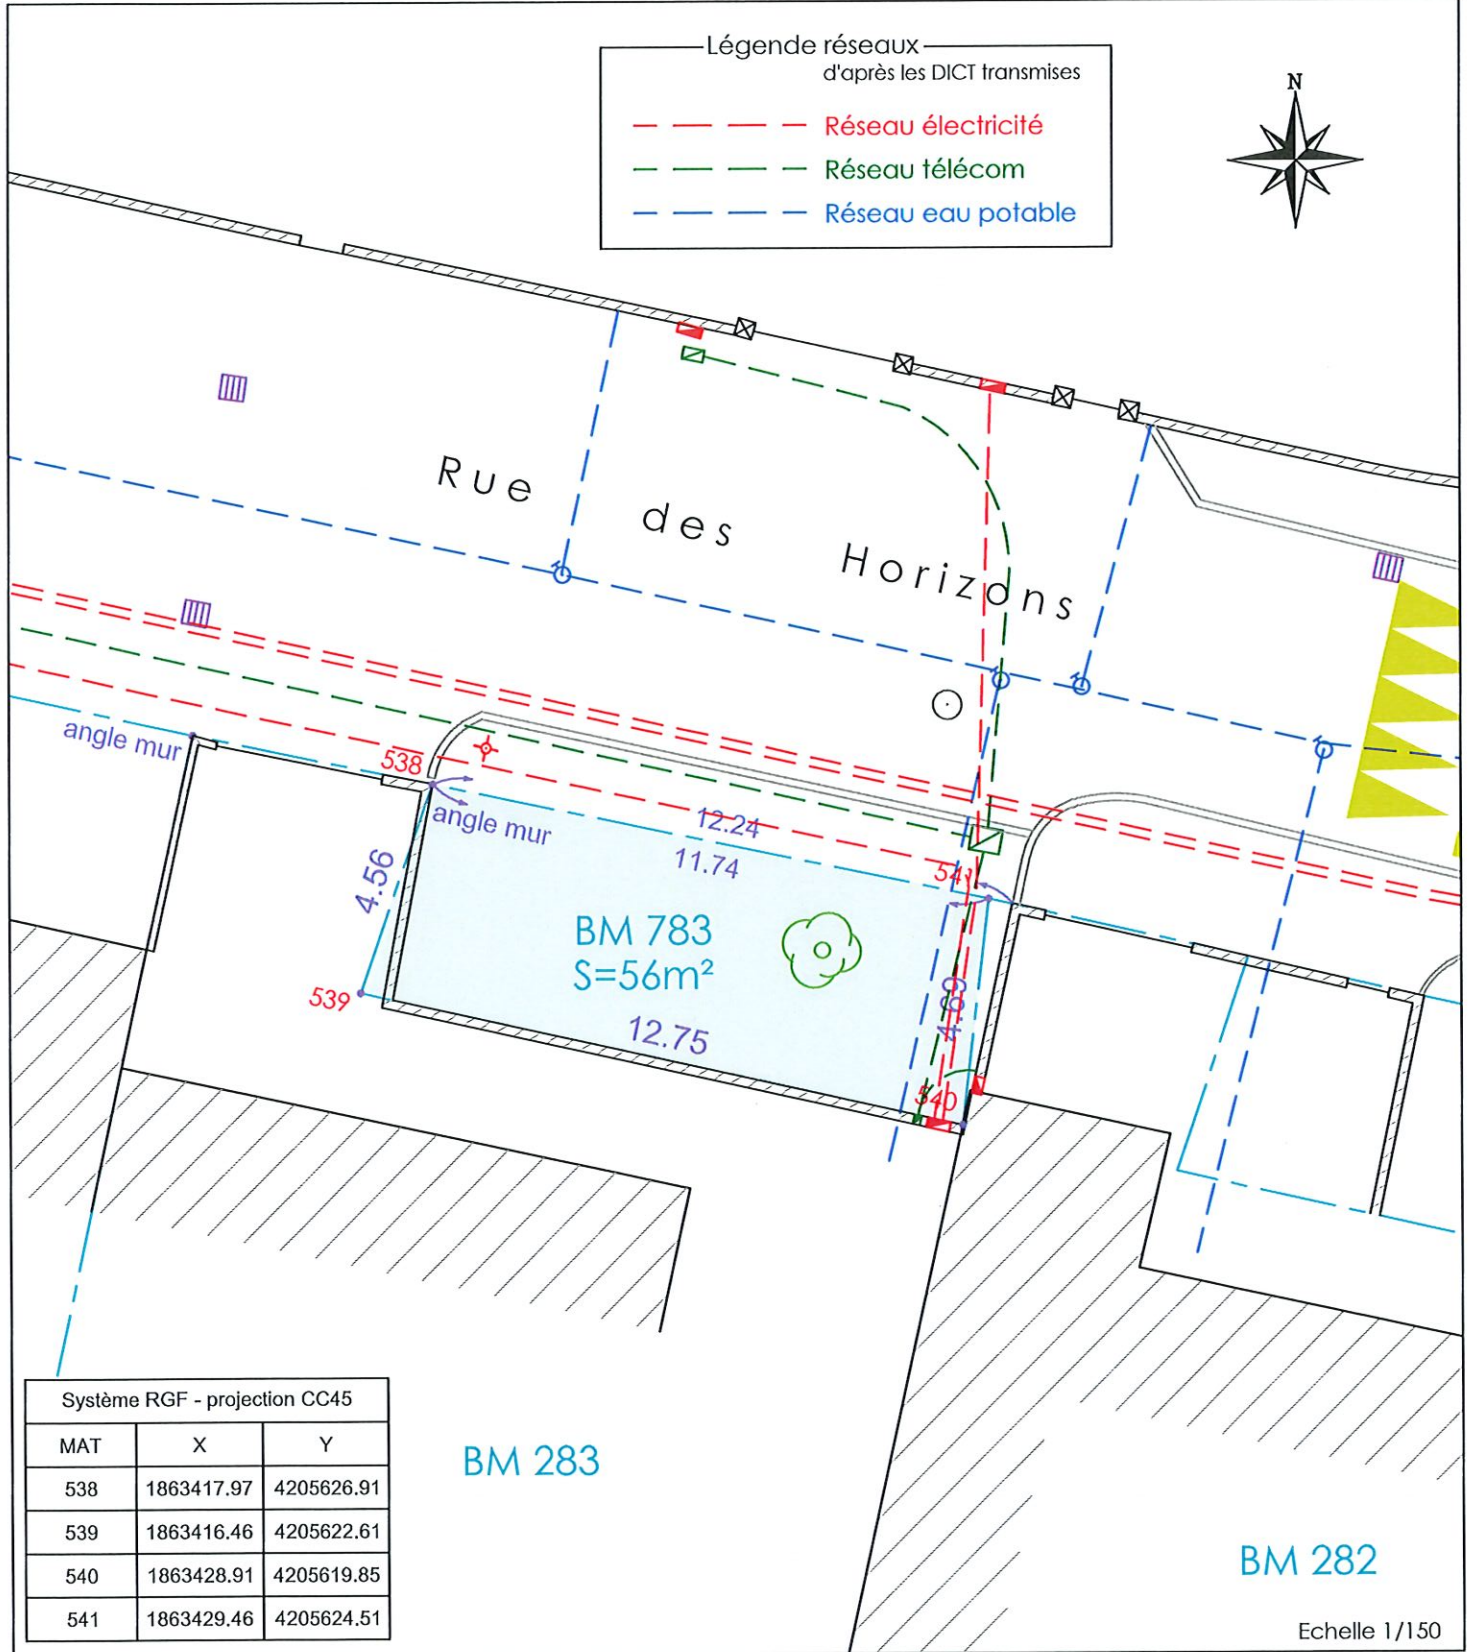 Légende réseaux
d'après les DICT transmises
Réseau électricité
Réseau télécom
Réseau eau potable
N
Rue des Horizons
angle mur
538
angle mur
12.24
11.74
4.56
541
BM 783
S=56m²
539
12.75
4.69
540
Système RGF - projection CC45
MAT X Y
538 1863417.97 4205626.91
539 1863416.46 4205622.61
540 1863428.91 4205619.85
541 1863429.46 4205624.51
BM 283
BM 282
Echelle 1/150